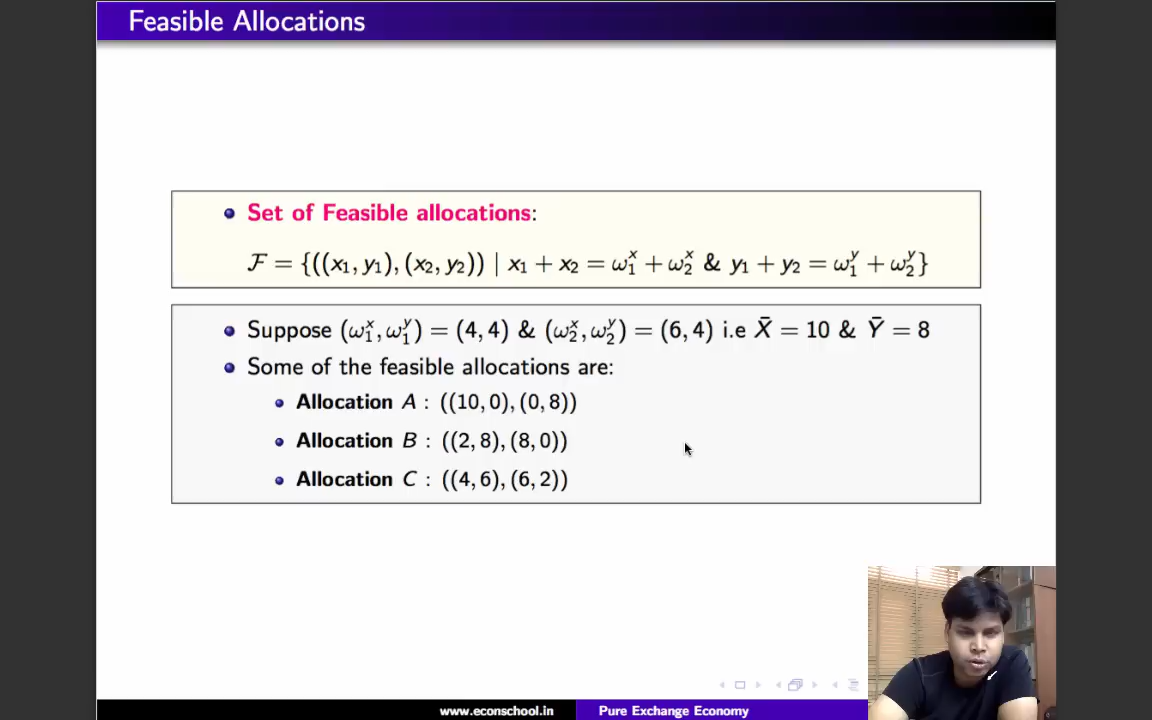 Feasible Allocations
Set of Feasible allocations:
ℱ = {((x₁, y₁), (x₂, y₂)) | x₁ + x₂ = ω₁ˣ + ω₂ˣ & y₁ + y₂ = ω₁ʸ + ω₂ʸ}
Suppose (ω₁ˣ, ω₁ʸ) = (4, 4) & (ω₂ˣ, ω₂ʸ) = (6, 4) i.e X̄ = 10 & Ȳ = 8
Some of the feasible allocations are:
Allocation A : ((10, 0), (0, 8))
Allocation B : ((2, 8), (8, 0))
Allocation C : ((4, 6), (6, 2))
www.econschool.in Pure Exchange Economy